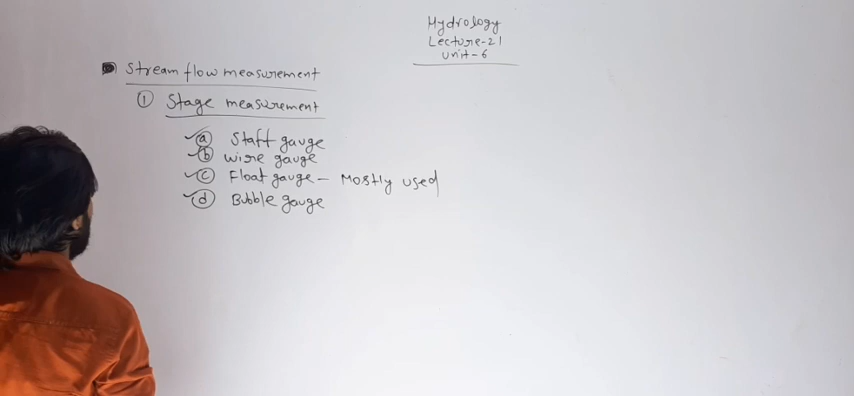 Hydrology
Lecture-21
Unit-6
Stream flow measurement
① Stage measurement
ⓐ Staff gauge
ⓑ Wire gauge
ⓒ Float gauge - Mostly used
ⓓ Bubble gauge